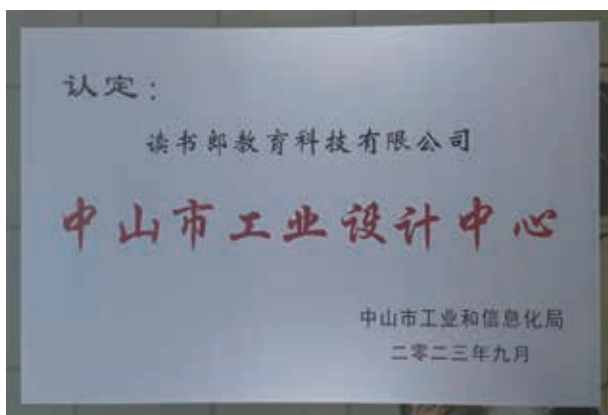 认定：
读书郎教育科技有限公司
中山市工业设计中心
中山市工业和信息化局
二零二三年九月